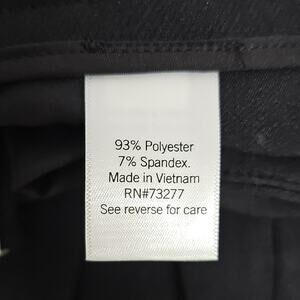 93% Polyester
7% Spandex.
Made in Vietnam
RN#73277
See reverse for care